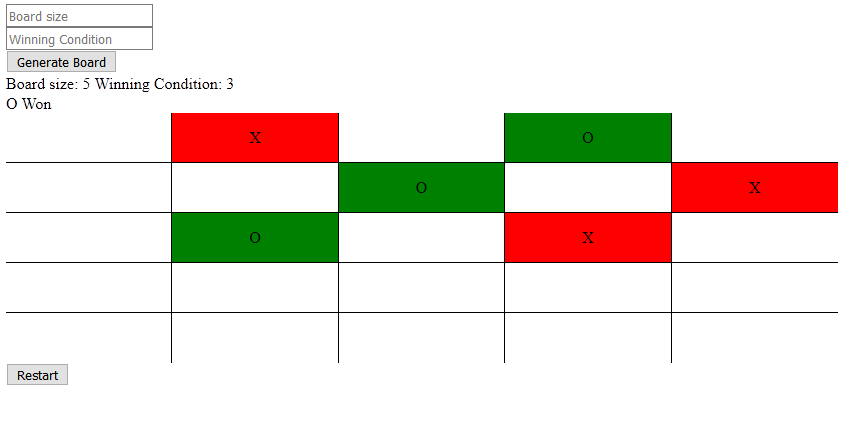 Board size
Winning Condition
Generate Board
Board size: 5 Winning Condition: 3
O Won
X O
O X
O X
Restart